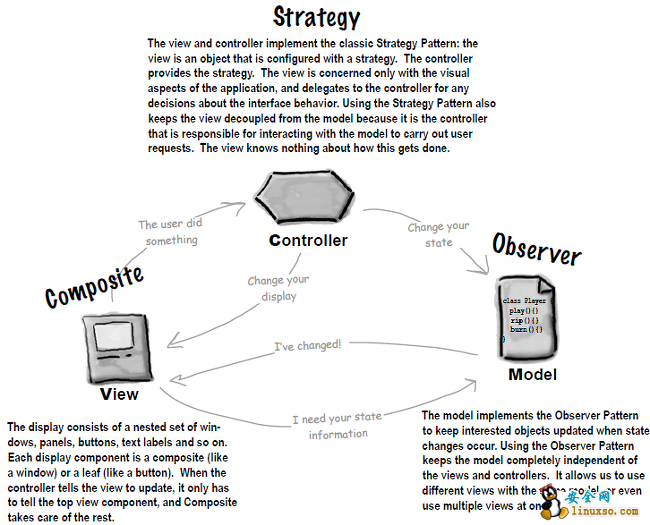 Strategy
The view and controller implement the classic Strategy Pattern: the
view is an object that is configured with a strategy. The controller
provides the strategy. The view is concerned only with the visual
aspects of the application, and delegates to the controller for any
decisions about the interface behavior. Using the Strategy Pattern also
keeps the view decoupled from the model because it is the controller
that is responsible for interacting with the model to carry out user
requests. The view knows nothing about how this gets done.
The user did
something
Controller
Change your
state
Observer
Composite
Change your
display
class Player {
play(){}
rip(){}
burn(){}
}
I've changed!
Model
View
I need your state
information
The display consists of a nested set of win-
dows, panels, buttons, text labels and so on.
Each display component is a composite (like
a window) or a leaf (like a button). When the
controller tells the view to update, it only has
to tell the top view component, and Composite
takes care of the rest.
The model implements the Observer Pattern
to keep interested objects updated when state
changes occur. Using the Observer Pattern
keeps the model completely independent of
the views and controllers. It allows us to use
different views with the model, or even
use multiple views at
安全网
linuxso.com